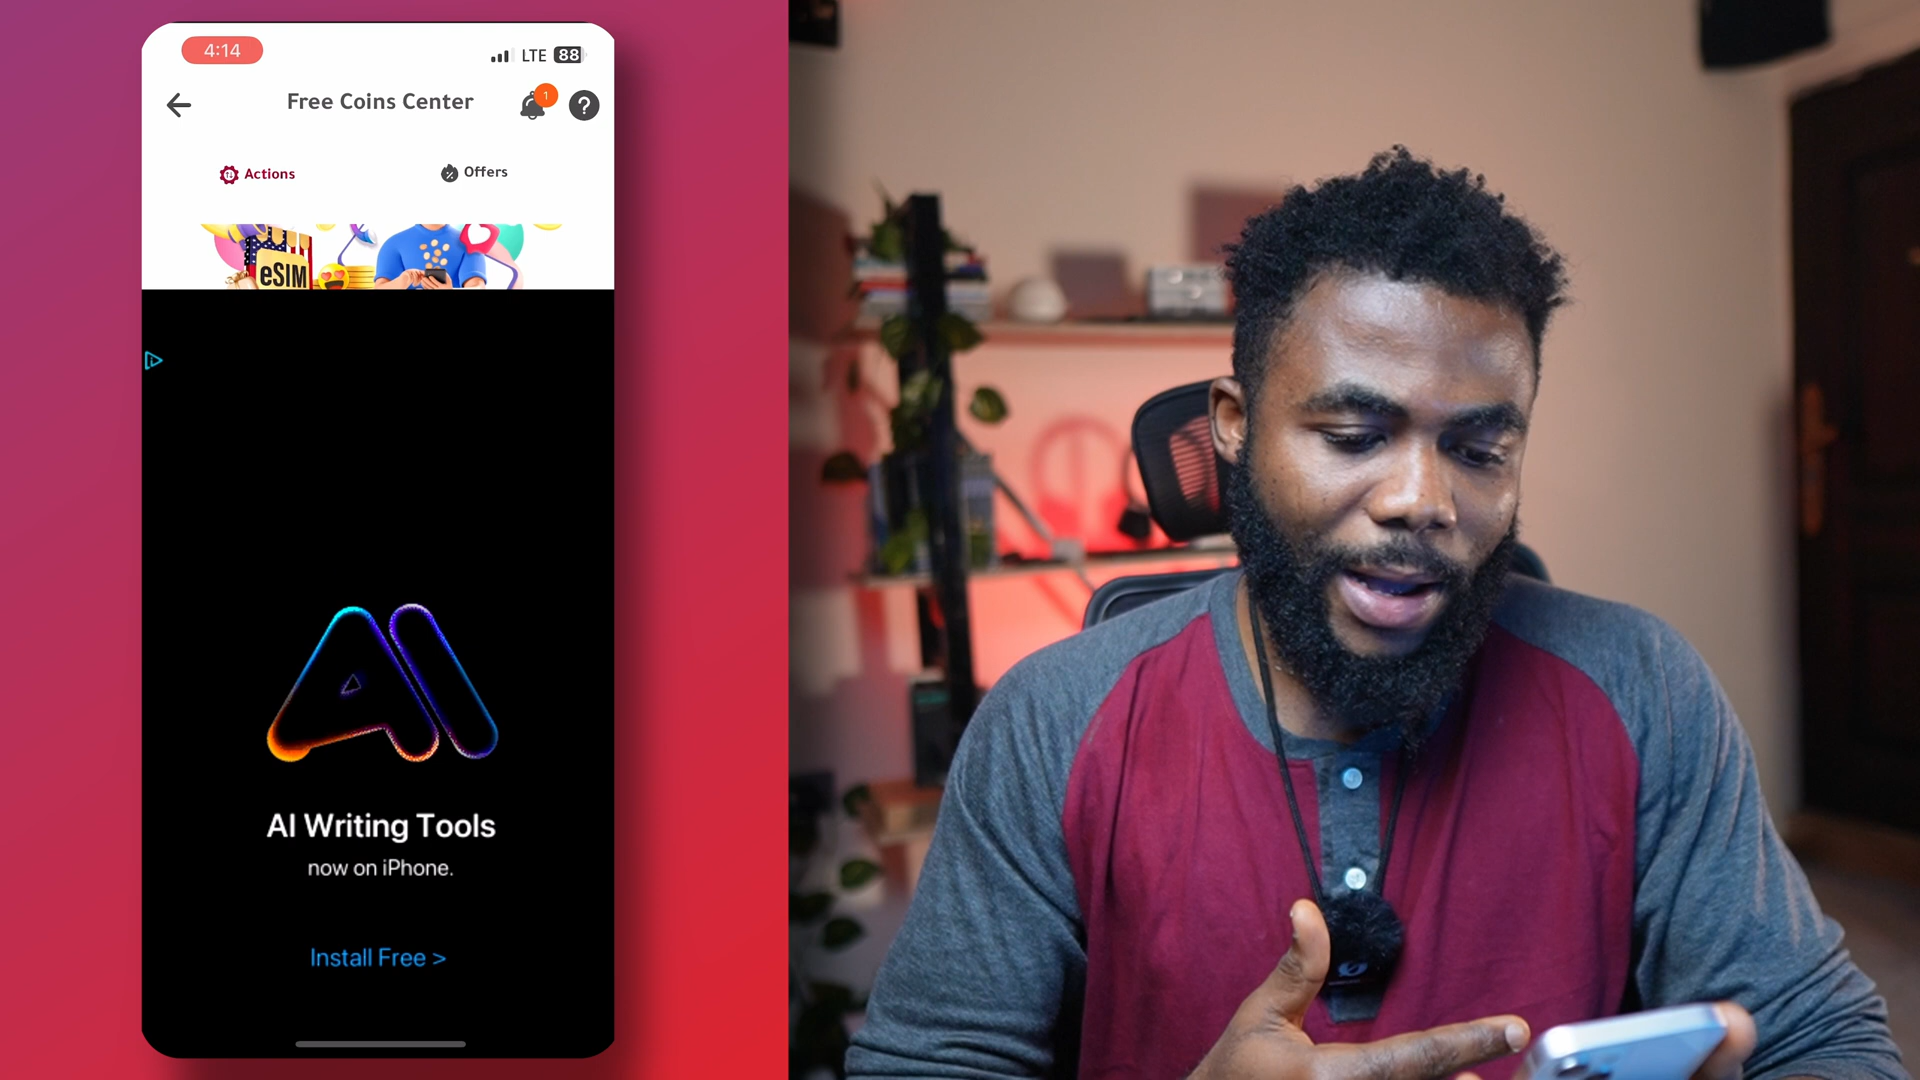 4:14
LTE 88
Free Coins Center
1
?
Actions
Offers
eSIM
AI
AI Writing Tools
now on iPhone.
Install Free >